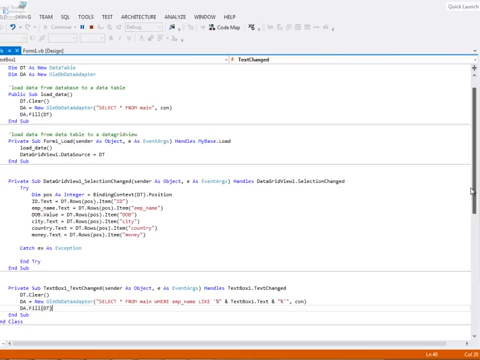 Quick Launch
BUILD DEBUG TEAM SQL TOOLS TEST ARCHITECTURE ANALYZE WINDOW HELP
Debug Code Map
Form1.vb [Design]
TextBox1 TextChanged
Dim DT As New DataTable
Dim DA As New OleDbDataAdapter
'load data from database to a data table
Public Sub load_data()
DT.Clear()
DA = New OleDbDataAdapter("SELECT * FROM main", con)
DA.Fill(DT)
End Sub
'load data from data table to a datagridview
Private Sub Form1_Load(sender As Object, e As EventArgs) Handles MyBase.Load
load_data()
DataGridView1.DataSource = DT
End Sub
Private Sub DataGridView1_SelectionChanged(sender As Object, e As EventArgs) Handles DataGridView1.SelectionChanged
Try
Dim pos As Integer = BindingContext(DT).Position
ID.Text = DT.Rows(pos).Item("ID")
emp_name.Text = DT.Rows(pos).Item("emp_name")
DOB.Value = DT.Rows(pos).Item("DOB")
city.Text = DT.Rows(pos).Item("city")
country.Text = DT.Rows(pos).Item("country")
money.Text = DT.Rows(pos).Item("money")
Catch ex As Exception
End Try
End Sub
Private Sub TextBox1_TextChanged(sender As Object, e As EventArgs) Handles TextBox1.TextChanged
DT.Clear()
DA = New OleDbDataAdapter("SELECT * FROM main WHERE emp_name LIKE '%" & TextBox1.Text & "%'", con)
DA.Fill(DT)
End Sub
End Class
Ln 40 Col 20